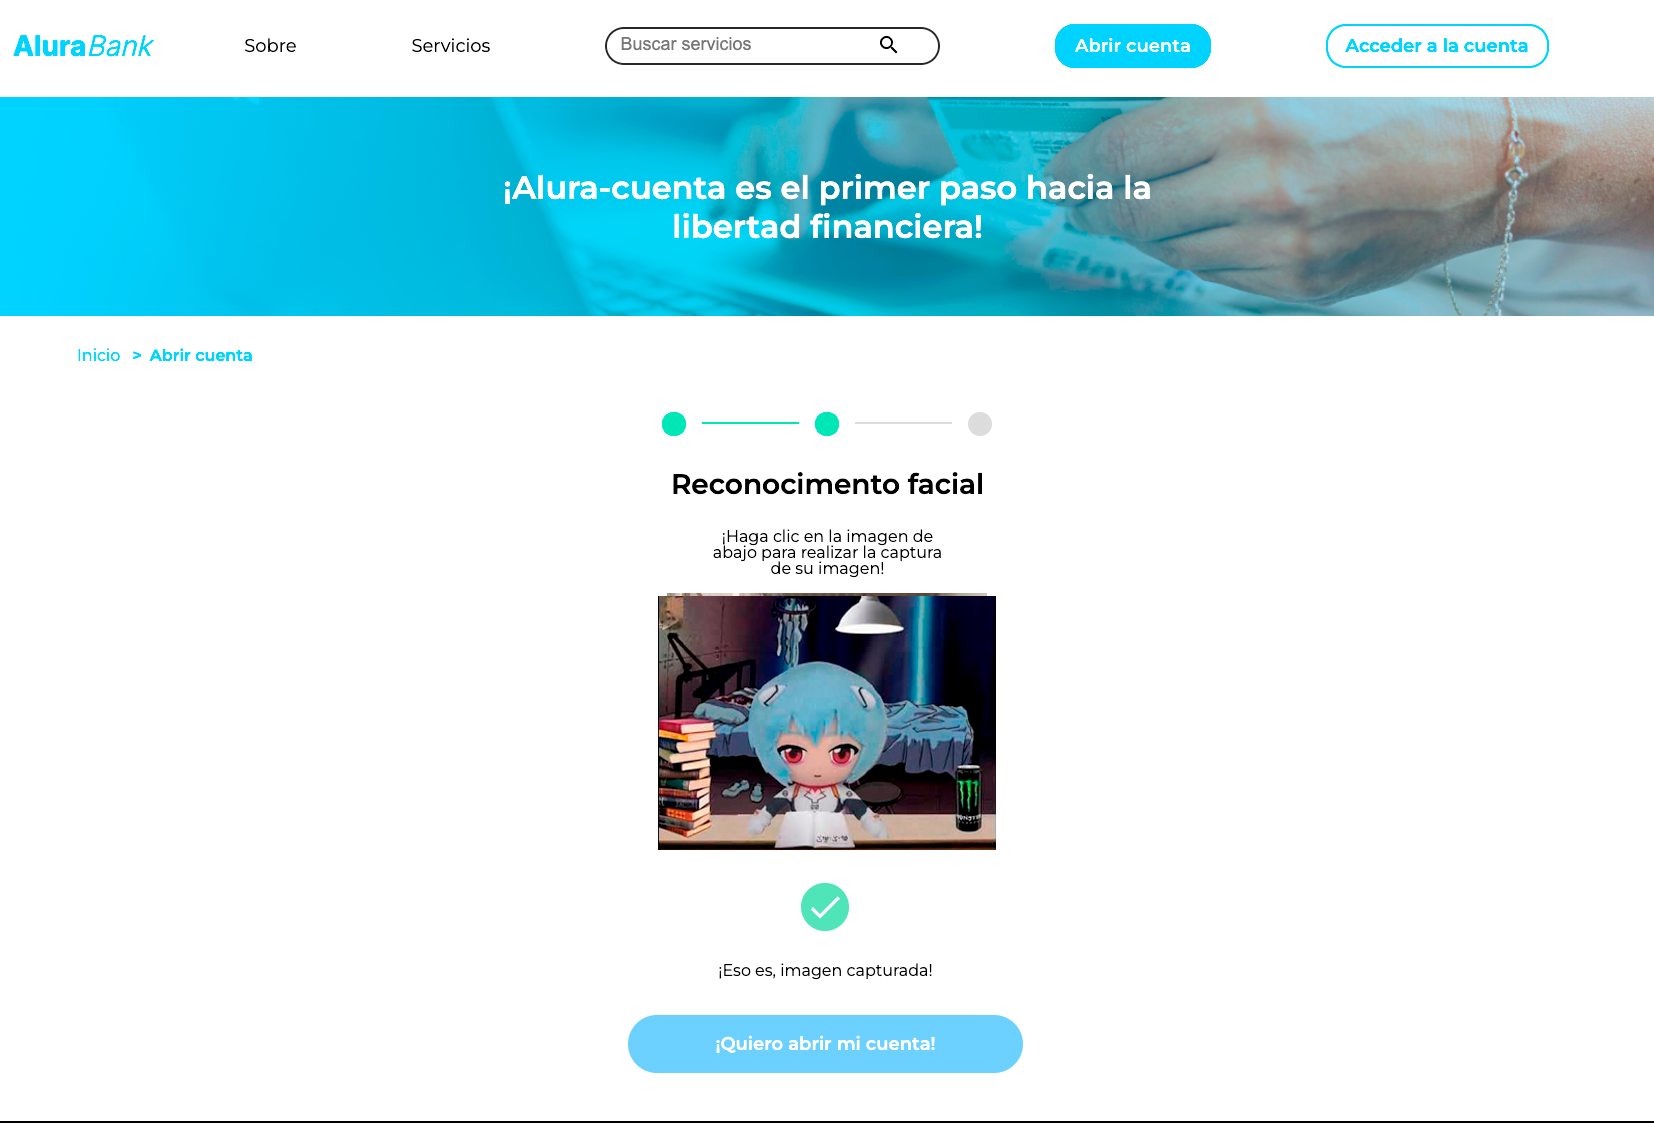 AluraBank
Sobre
Servicios
Buscar servicios
Abrir cuenta
Acceder a la cuenta
¡Alura-cuenta es el primer paso hacia la
libertad financiera!
Inicio > Abrir cuenta
Reconocimento facial
¡Haga clic en la imagen de
abajo para realizar la captura
de su imagen!
MONSTER
¡Eso es, imagen capturada!
¡Quiero abrir mi cuenta!